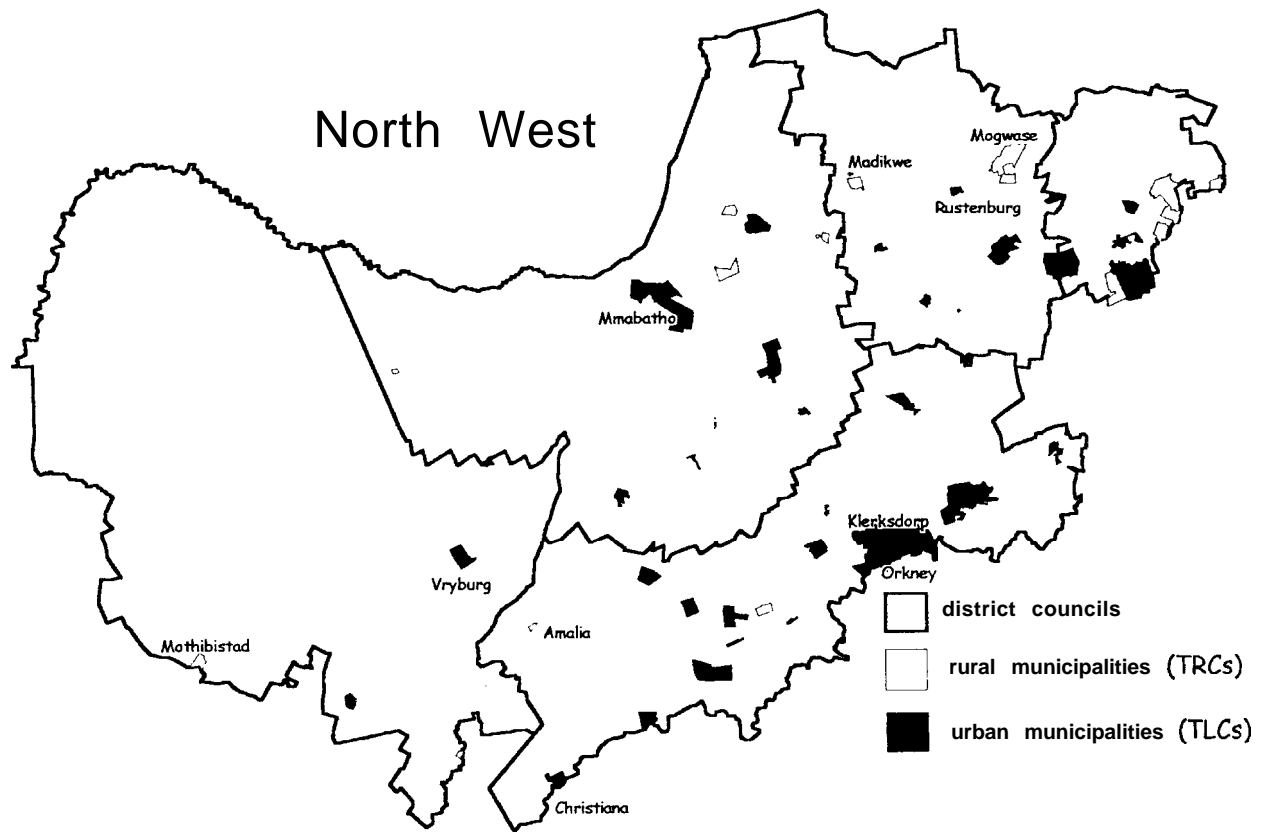 North West
Mogwase
Madikwe
Rustenburg
Mmabatho
Klerksdorp
Orkney
Vryburg
Amalia
Mothibistad
Christiana
district councils
rural municipalities (TRCs)
urban municipalities (TLCs)